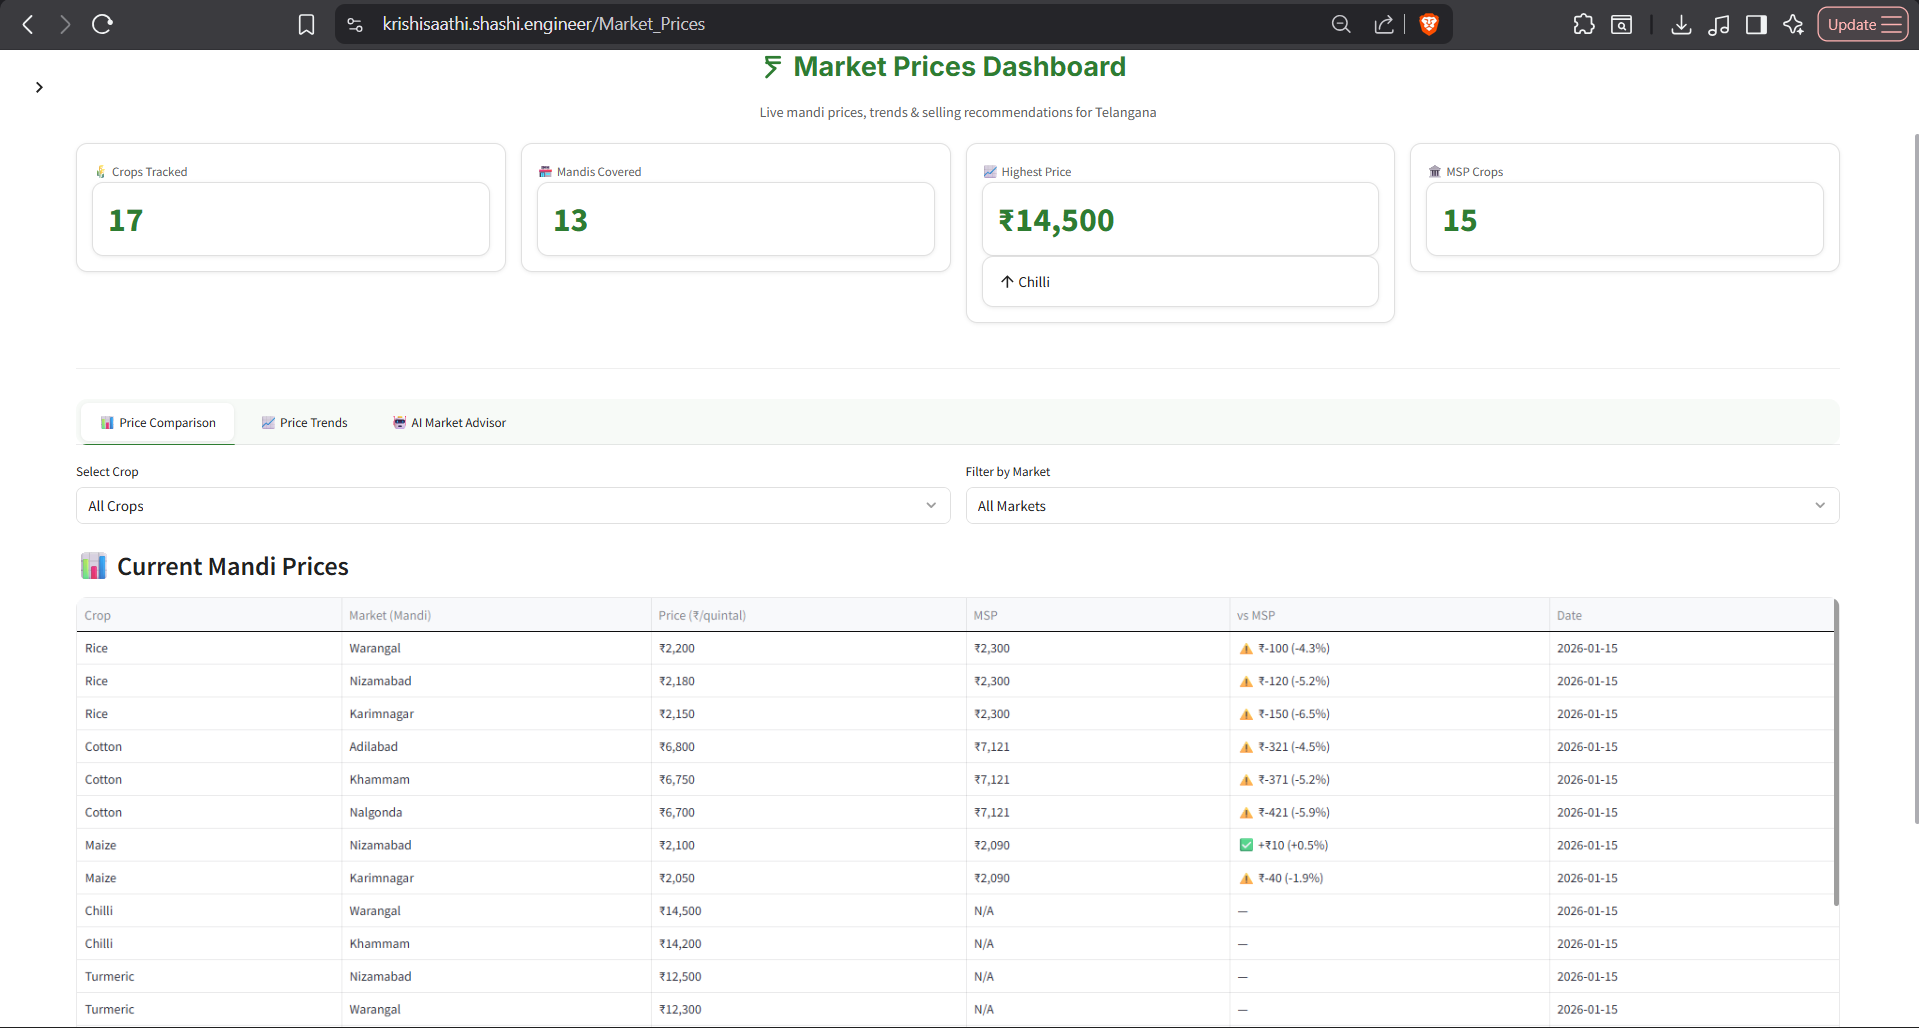 krishisaathi.shashi.engineer/Market_Prices
Update
Market Prices Dashboard
Live mandi prices, trends & selling recommendations for Telangana
Crops Tracked
17
Mandis Covered
13
Highest Price
₹14,500
↑ Chilli
MSP Crops
15
Price Comparison
Price Trends
AI Market Advisor
Select Crop
Filter by Market
All Crops
All Markets
Current Mandi Prices
Crop Market (Mandi) Price (₹/quintal) MSP vs MSP Date
Rice Warangal ₹2,200 ₹2,300 ⚠️ ₹-100 (-4.3%) 2026-01-15
Rice Nizamabad ₹2,180 ₹2,300 ⚠️ ₹-120 (-5.2%) 2026-01-15
Rice Karimnagar ₹2,150 ₹2,300 ⚠️ ₹-150 (-6.5%) 2026-01-15
Cotton Adilabad ₹6,800 ₹7,121 ⚠️ ₹-321 (-4.5%) 2026-01-15
Cotton Khammam ₹6,750 ₹7,121 ⚠️ ₹-371 (-5.2%) 2026-01-15
Cotton Nalgonda ₹6,700 ₹7,121 ⚠️ ₹-421 (-5.9%) 2026-01-15
Maize Nizamabad ₹2,100 ₹2,090 ✅ +₹10 (+0.5%) 2026-01-15
Maize Karimnagar ₹2,050 ₹2,090 ⚠️ ₹-40 (-1.9%) 2026-01-15
Chilli Warangal ₹14,500 N/A — 2026-01-15
Chilli Khammam ₹14,200 N/A — 2026-01-15
Turmeric Nizamabad ₹12,500 N/A — 2026-01-15
Turmeric Warangal ₹12,300 N/A — 2026-01-15